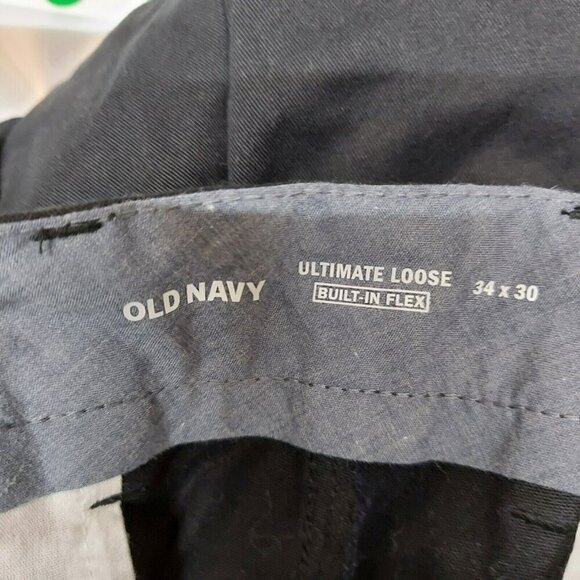 OLD NAVY
ULTIMATE LOOSE
BUILT-IN FLEX
34 x 30